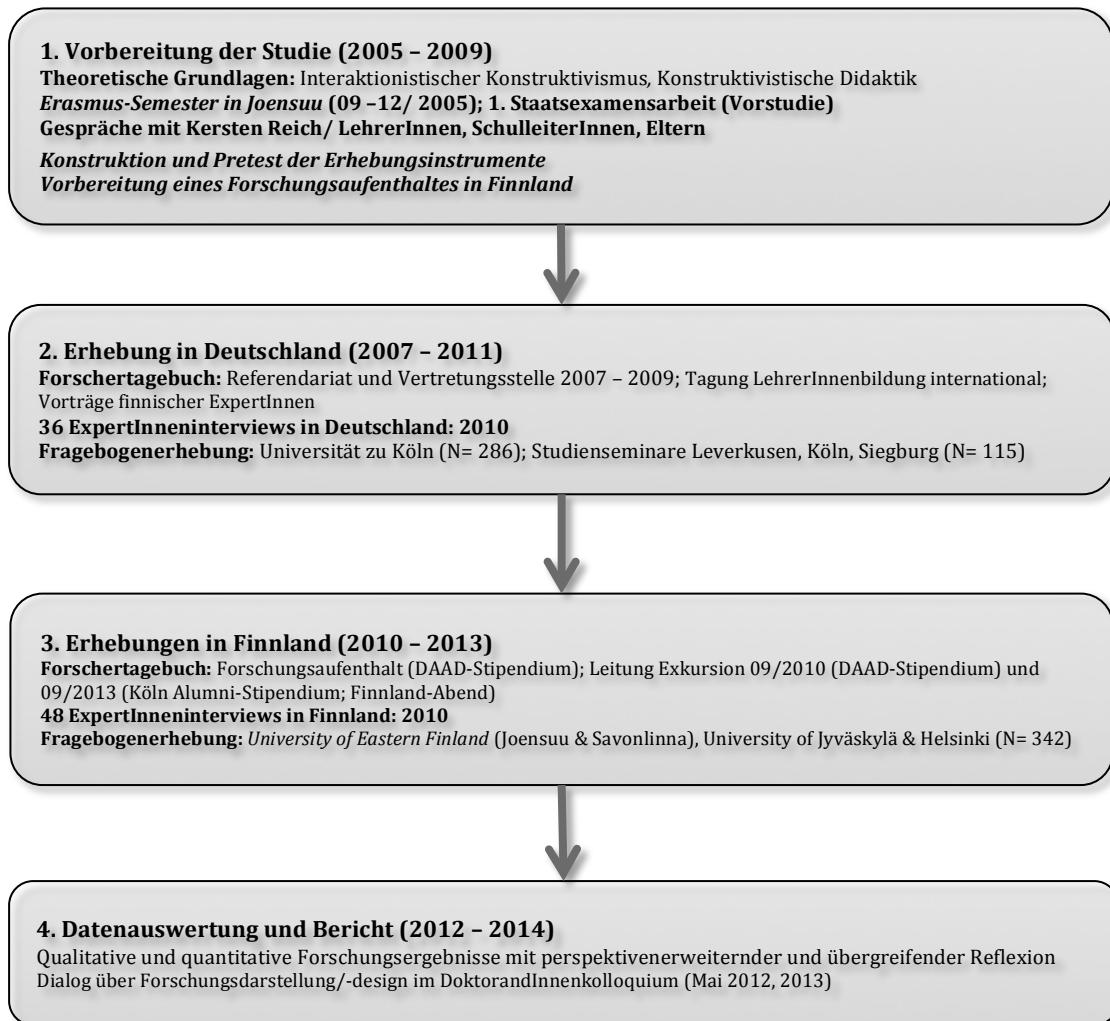 1. Vorbereitung der Studie (2005 – 2009)
Theoretische Grundlagen: Interaktionistischer Konstruktivismus, Konstruktivistische Didaktik
Erasmus-Semester in Joensuu (09 –12/ 2005); 1. Staatsexamensarbeit (Vorstudie)
Gespräche mit Kersten Reich/ LehrerInnen, SchulleiterInnen, Eltern
Konstruktion und Pretest der Erhebungsinstrumente
Vorbereitung eines Forschungsaufenthaltes in Finnland
2. Erhebung in Deutschland (2007 – 2011)
Forschertagebuch: Referendariat und Vertretungsstelle 2007 – 2009; Tagung LehrerInnenbildung international;
Vorträge finnischer ExpertInnen
36 ExpertInneninterviews in Deutschland: 2010
Fragebogenerhebung: Universität zu Köln (N= 286); Studienseminare Leverkusen, Köln, Siegburg (N= 115)
3. Erhebungen in Finnland (2010 – 2013)
Forschertagebuch: Forschungsaufenthalt (DAAD-Stipendium); Leitung Exkursion 09/2010 (DAAD-Stipendium) und
09/2013 (Köln Alumni-Stipendium; Finnland-Abend)
48 ExpertInneninterviews in Finnland: 2010
Fragebogenerhebung: University of Eastern Finland (Joensuu & Savonlinna), University of Jyväskylä & Helsinki (N= 342)
4. Datenauswertung und Bericht (2012 – 2014)
Qualitative und quantitative Forschungsergebnisse mit perspektivenerweiternder und übergreifender Reflexion
Dialog über Forschungsdarstellung/-design im DoktorandInnenkolloquium (Mai 2012, 2013)